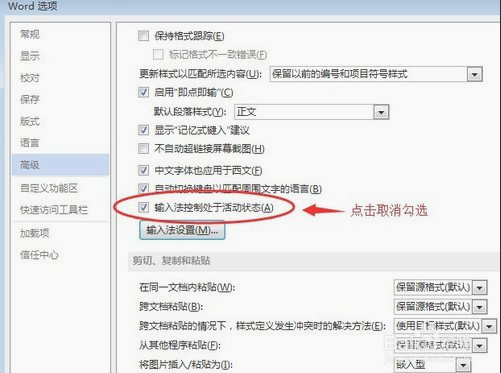 Word 选项
常规
显示
校对
保存
版式
语言
高级
自定义功能区
快速访问工具栏
加载项
信任中心
保持格式跟踪(E)
标记格式不一致错误(F)
更新样式以匹配所选内容(U): 保留以前的编号和项目符号样式
启用“即点即输”(C)
默认段落样式(Y): 正文
显示“记忆式键入”建议
不自动超链接屏幕截图(H)
中文字体也应用于西文(F)
自动切换键盘以匹配周围文字的语言(B)
输入法控制处于活动状态(A)
点击取消勾选
输入法设置(M)...
剪切、复制和粘贴
在同一文档内粘贴(W): 保留源格式(默认)
跨文档粘贴(B): 保留源格式(默认)
跨文档粘贴的情况下，样式定义发生冲突时的解决方法(E): 使用目标样式(默认)
从其他程序粘贴(F): 保留源格式(默认)
将图片插入/粘贴为(I): 嵌入型